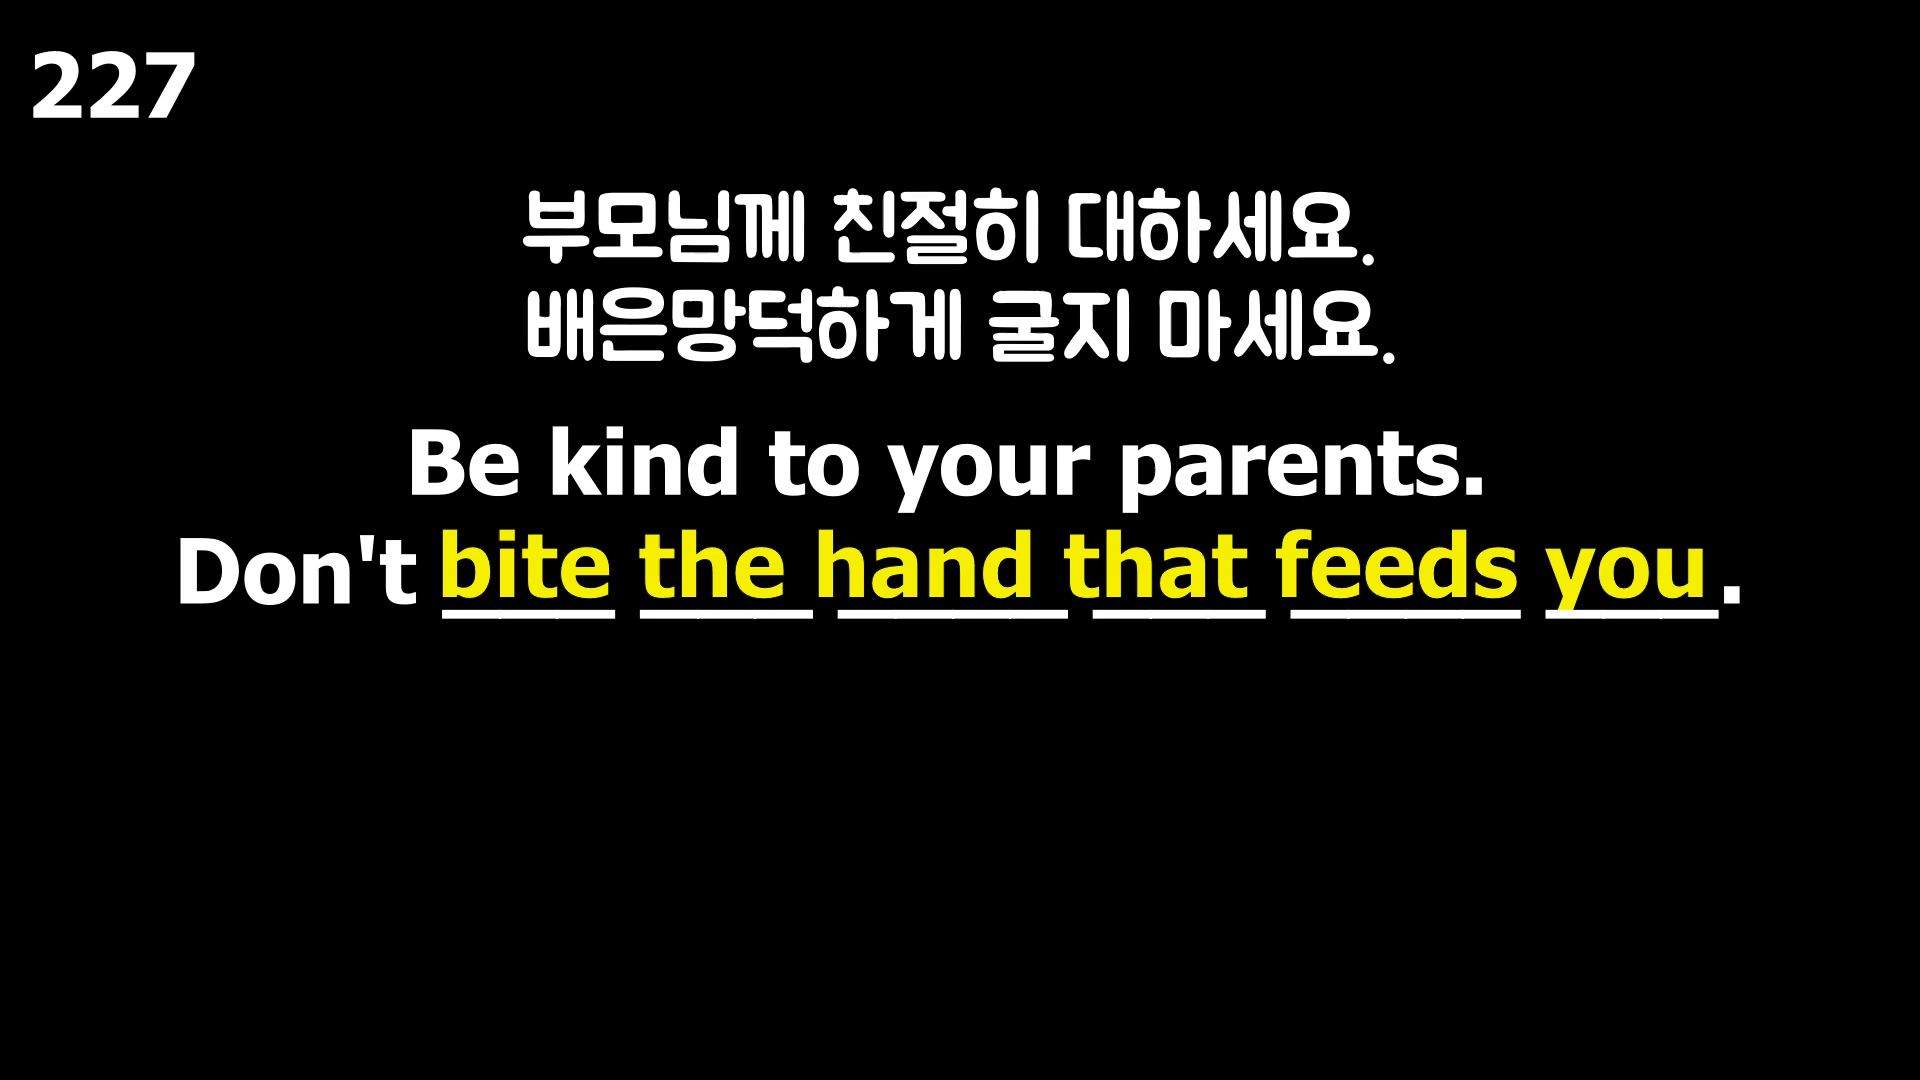 227
부모님께 친절히 대하세요.
배은망덕하게 굴지 마세요.
Be kind to your parents.
Don't bite the hand that feeds you.